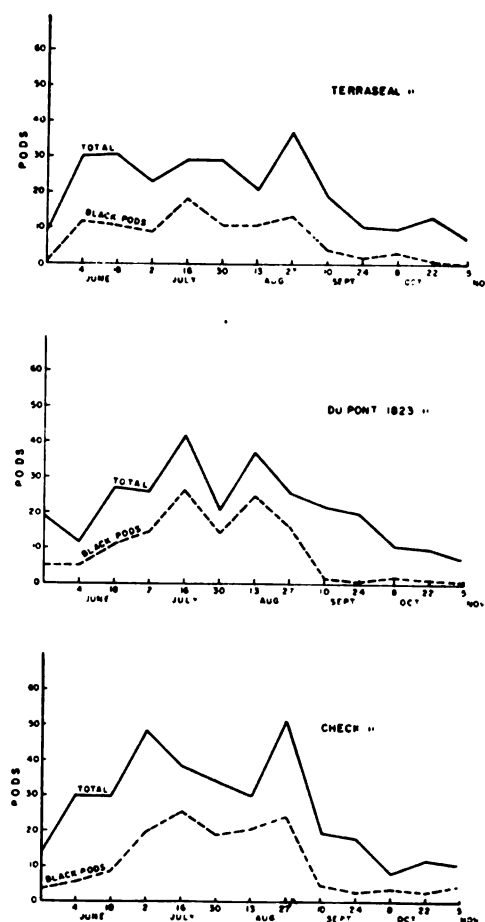 TERRASEAL "
PODS
60
50
40
30
20
10
0
TOTAL
BLACK PODS
4 18 2 16 30 13 27 10 24 8 22 5
JUNE JULY AUG SEPT OCT NOV
DU PONT 1823 "
PODS
60
50
40
30
20
10
0
TOTAL
BLACK PODS
4 18 2 16 30 13 27 10 24 8 22 5
JUNE JULY AUG SEPT OCT NOV
CHECK "
PODS
60
50
40
30
20
10
0
TOTAL
BLACK PODS
4 18 2 16 30 13 27 10 24 8 22 5
JUNE JULY AUG SEPT OCT NOV